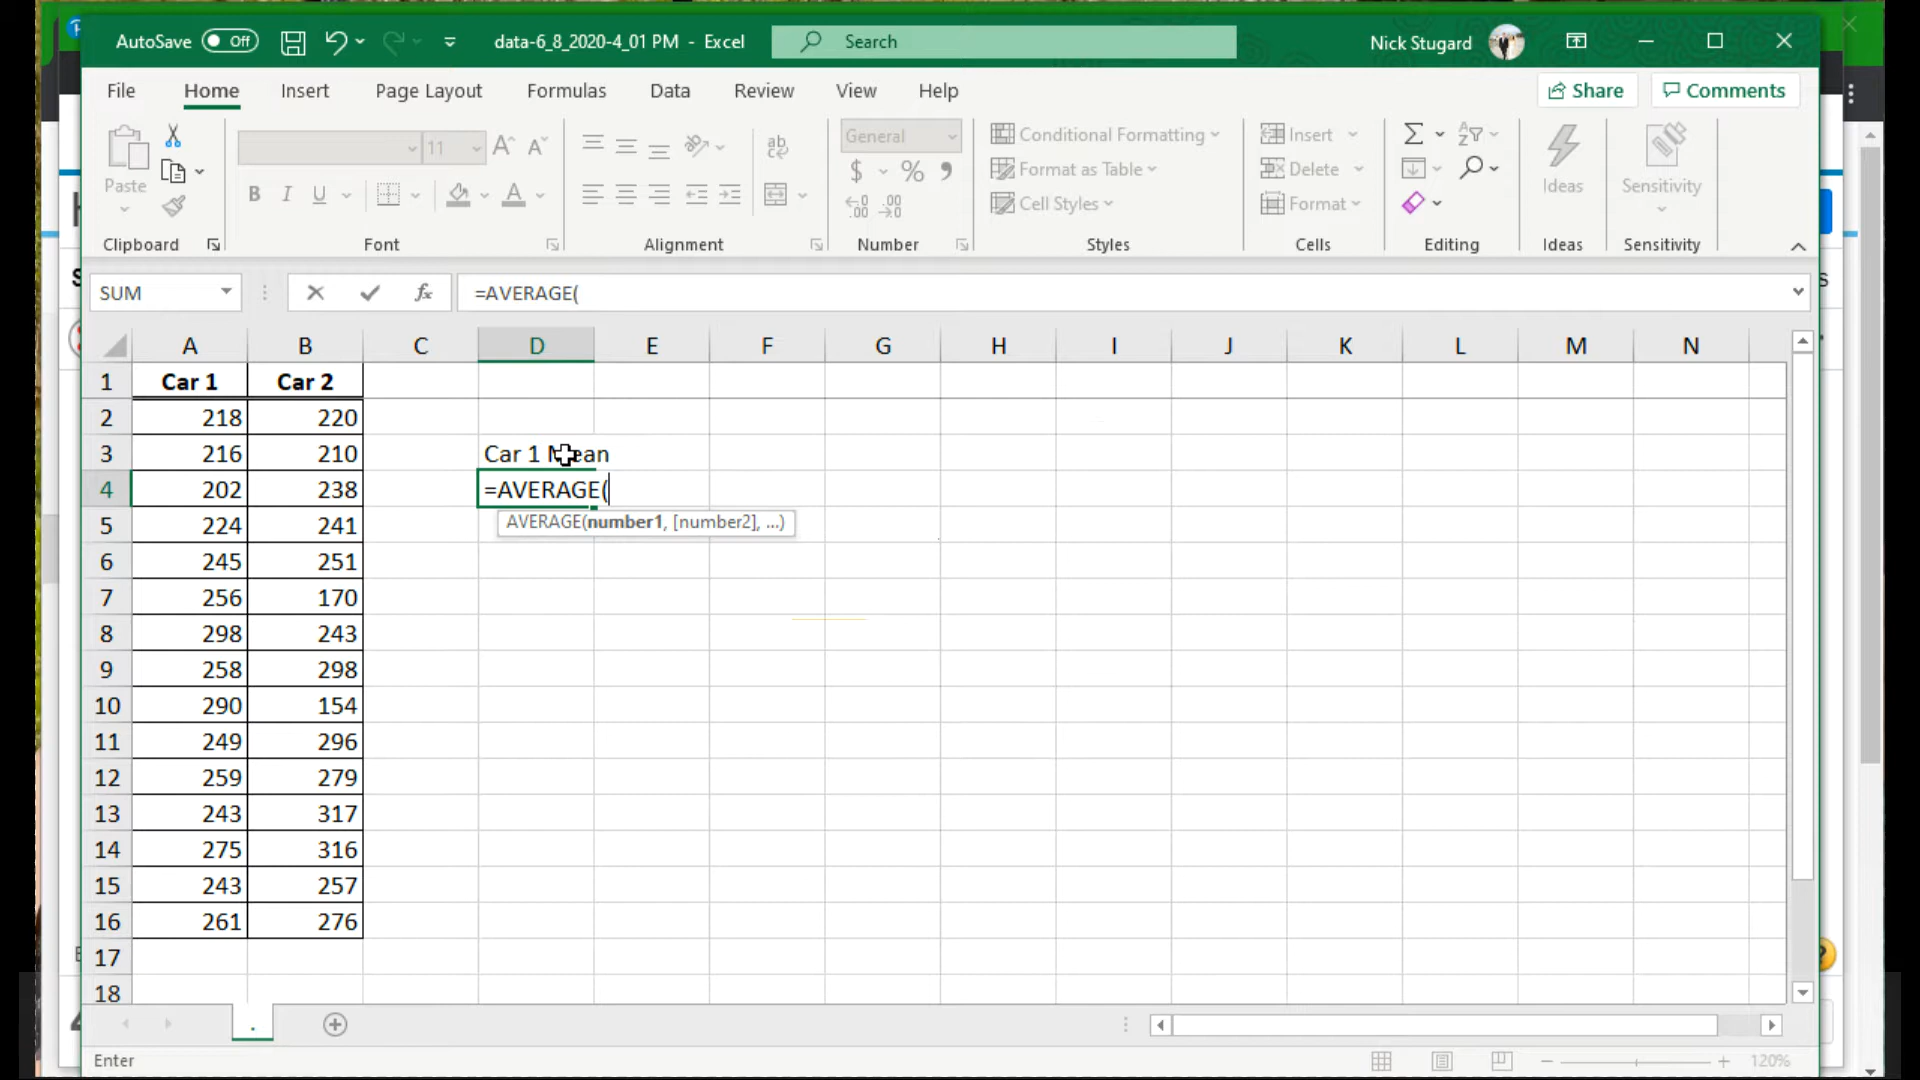 AutoSave Off data-6_8_2020-4_01 PM - Excel Search Nick Stugard
File Home Insert Page Layout Formulas Data Review View Help Share Comments
Paste 11 A A ab General $ % Conditional Formatting Format as Table Cell Styles Insert Delete Format Ideas Sensitivity
B I U A
Clipboard Font Alignment Number Styles Cells Editing Ideas Sensitivity
SUM fx =AVERAGE(
A B C D E F G H I J K L M N
1 Car 1 Car 2
2 218 220
3 216 210 Car 1 Mean
4 202 238 =AVERAGE(
5 224 241 AVERAGE(number1, [number2], ...)
6 245 251
7 256 170
8 298 243
9 258 298
10 290 154
11 249 296
12 259 279
13 243 317
14 275 316
15 243 257
16 261 276
17
18
.
Enter 120%